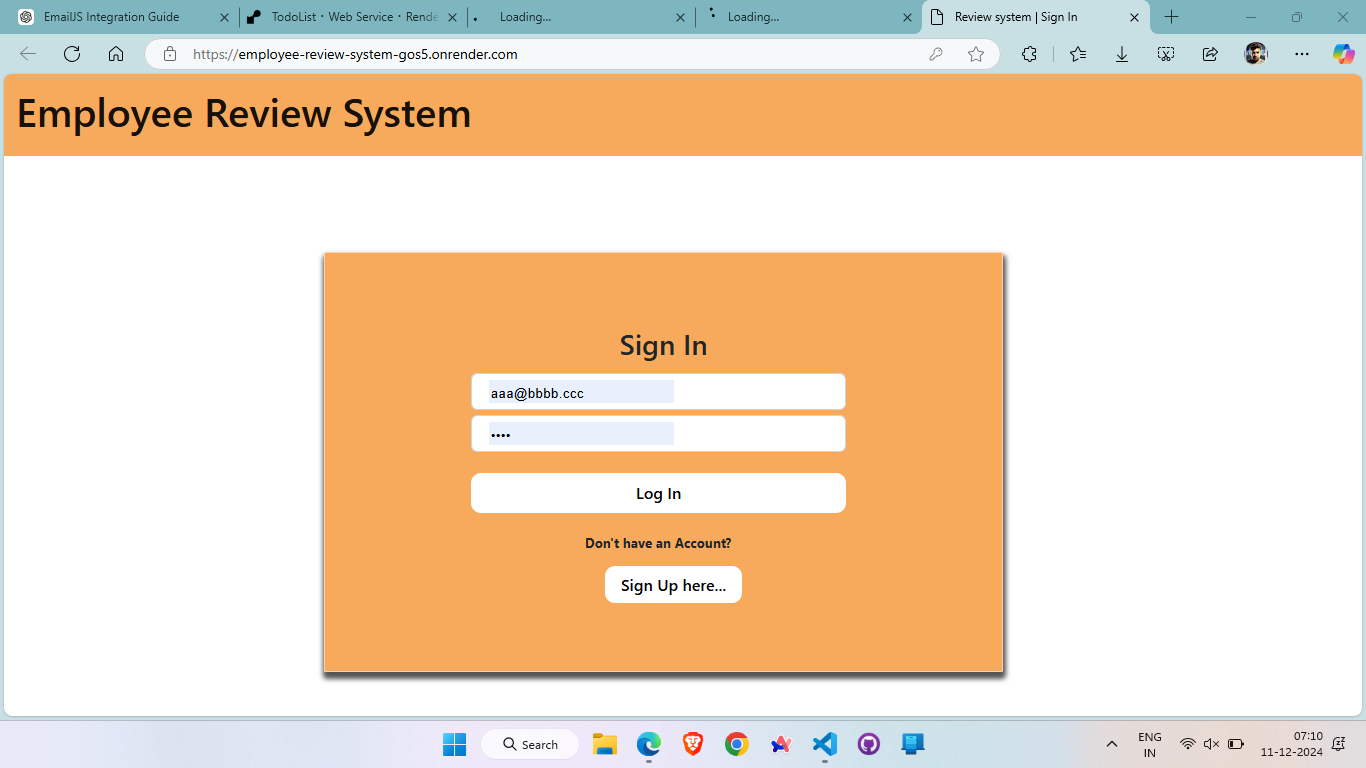 EmailJS Integration Guide
TodoList · Web Service · Rende
Loading...
Loading...
Review system | Sign In
https://employee-review-system-gos5.onrender.com
Employee Review System
Sign In
aaa@bbbb.ccc
••••
Log In
Don't have an Account?
Sign Up here...
Search
ENG
IN
07:10
11-12-2024